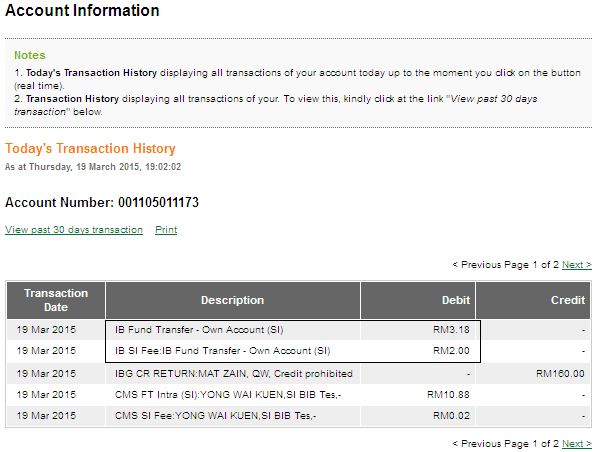 Account Information
Notes
1. Today's Transaction History displaying all transactions of your account today up to the moment you click on the button
(real time).
2. Transaction History displaying all transactions of your. To view this, kindly click at the link "View past 30 days
transaction" below.
Today's Transaction History
As at Thursday, 19 March 2015, 19:02:02
Account Number: 001105011173
View past 30 days transaction Print
< Previous Page 1 of 2 Next >
Transaction Date Description Debit Credit
19 Mar 2015 IB Fund Transfer - Own Account (SI) RM3.18 -
19 Mar 2015 IB SI Fee:IB Fund Transfer - Own Account (SI) RM2.00 -
19 Mar 2015 IBG CR RETURN:MAT ZAIN, QW, Credit prohibited - RM160.00
19 Mar 2015 CMS FT Intra (SI):YONG WAI KUEN,SI BIB Tes,- RM10.88 -
19 Mar 2015 CMS SI Fee:YONG WAI KUEN,SI BIB Tes,- RM0.02 -
< Previous Page 1 of 2 Next >